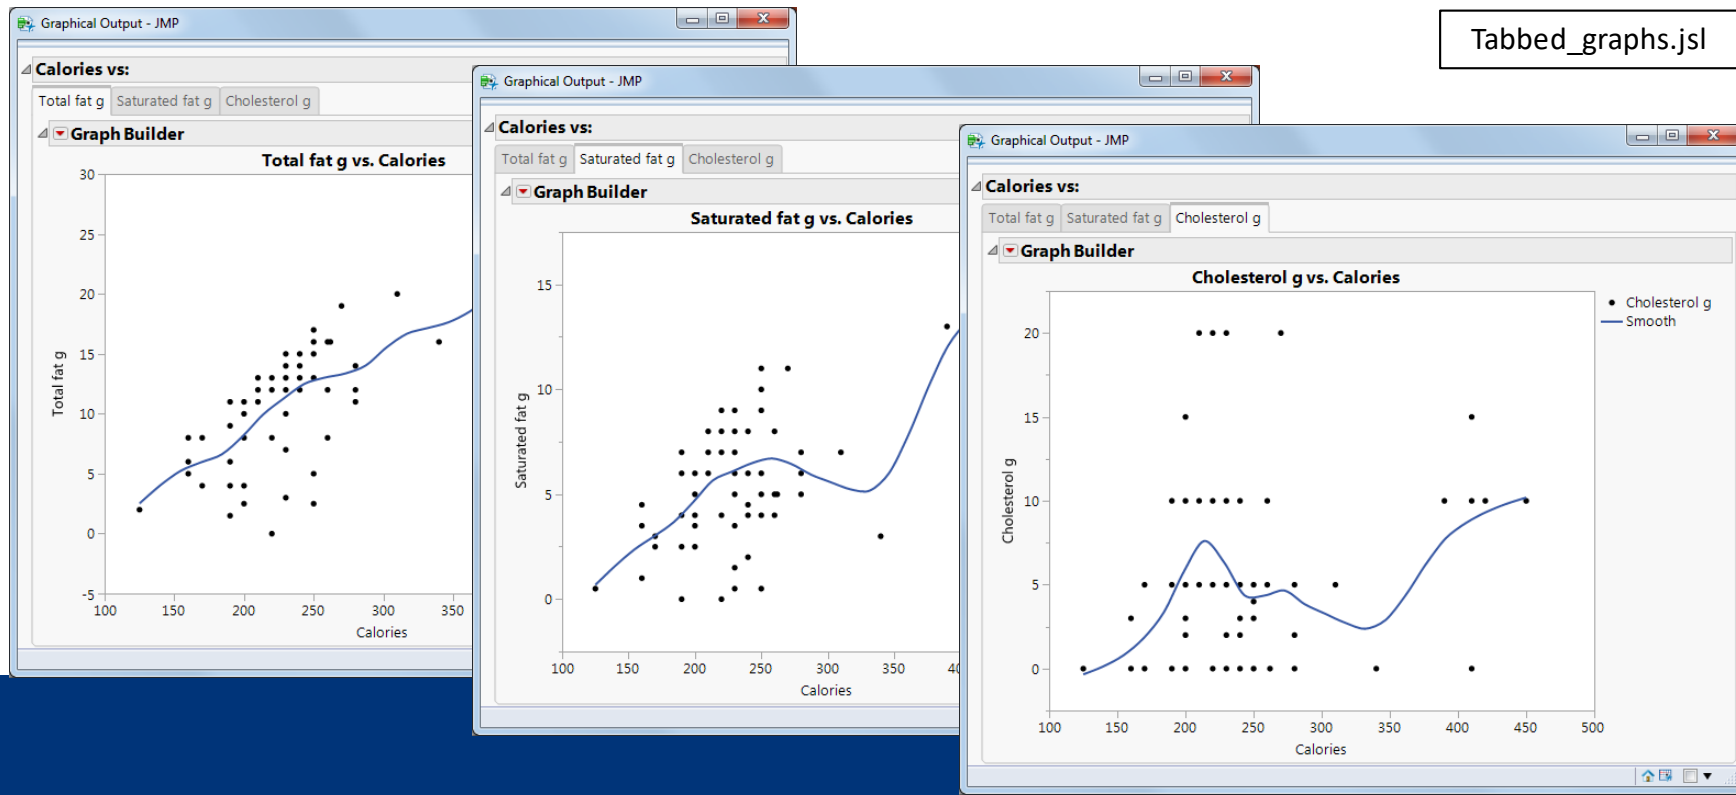 Tabbed_graphs.jsl
Graphical Output - JMP
Calories vs:
Total fat g Saturated fat g Cholesterol g
Graph Builder
Total fat g vs. Calories
Total fat g
30
25
20
15
10
5
0
-5
100 150 200 250 300 350
Calories
Graphical Output - JMP
Calories vs:
Total fat g Saturated fat g Cholesterol g
Graph Builder
Saturated fat g vs. Calories
Saturated fat g
15
10
5
0
100 150 200 250 300 350 40
Calories
Graphical Output - JMP
Calories vs:
Total fat g Saturated fat g Cholesterol g
Graph Builder
Cholesterol g vs. Calories
Cholesterol g
Smooth
Cholesterol g
20
15
10
5
0
100 150 200 250 300 350 400 450 500
Calories